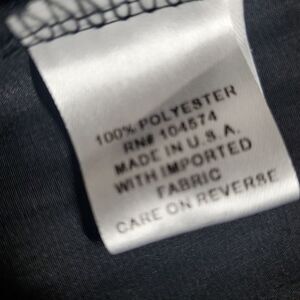 100% POLYESTER
RN# 104574
MADE IN U.S.A.
WITH IMPORTED
FABRIC
CARE ON REVERSE